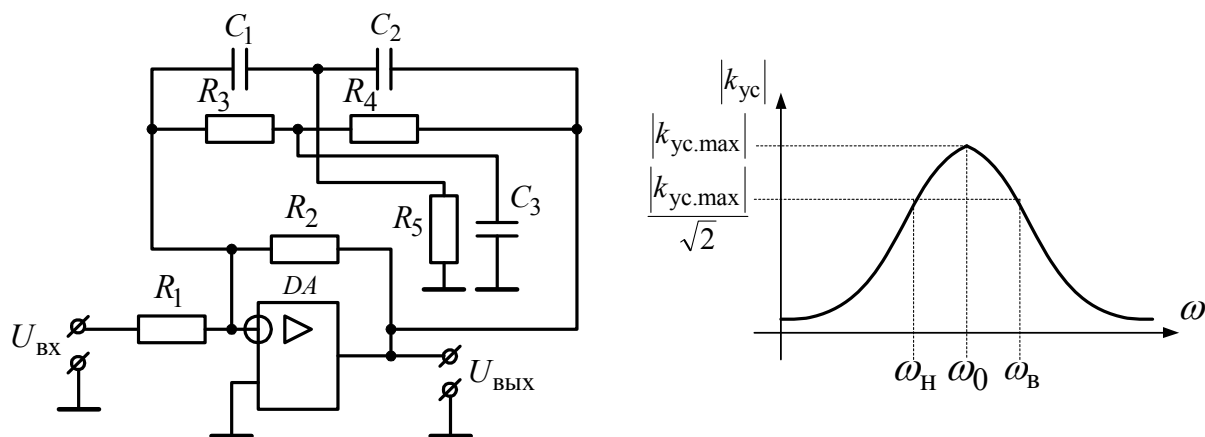 C1
C2
R3
R4
R2
R5
C3
R1
DA
Uвх
Uвых
|kус|
|kус.max|
|kус.max|
√2
ω
ωн
ω0
ωв